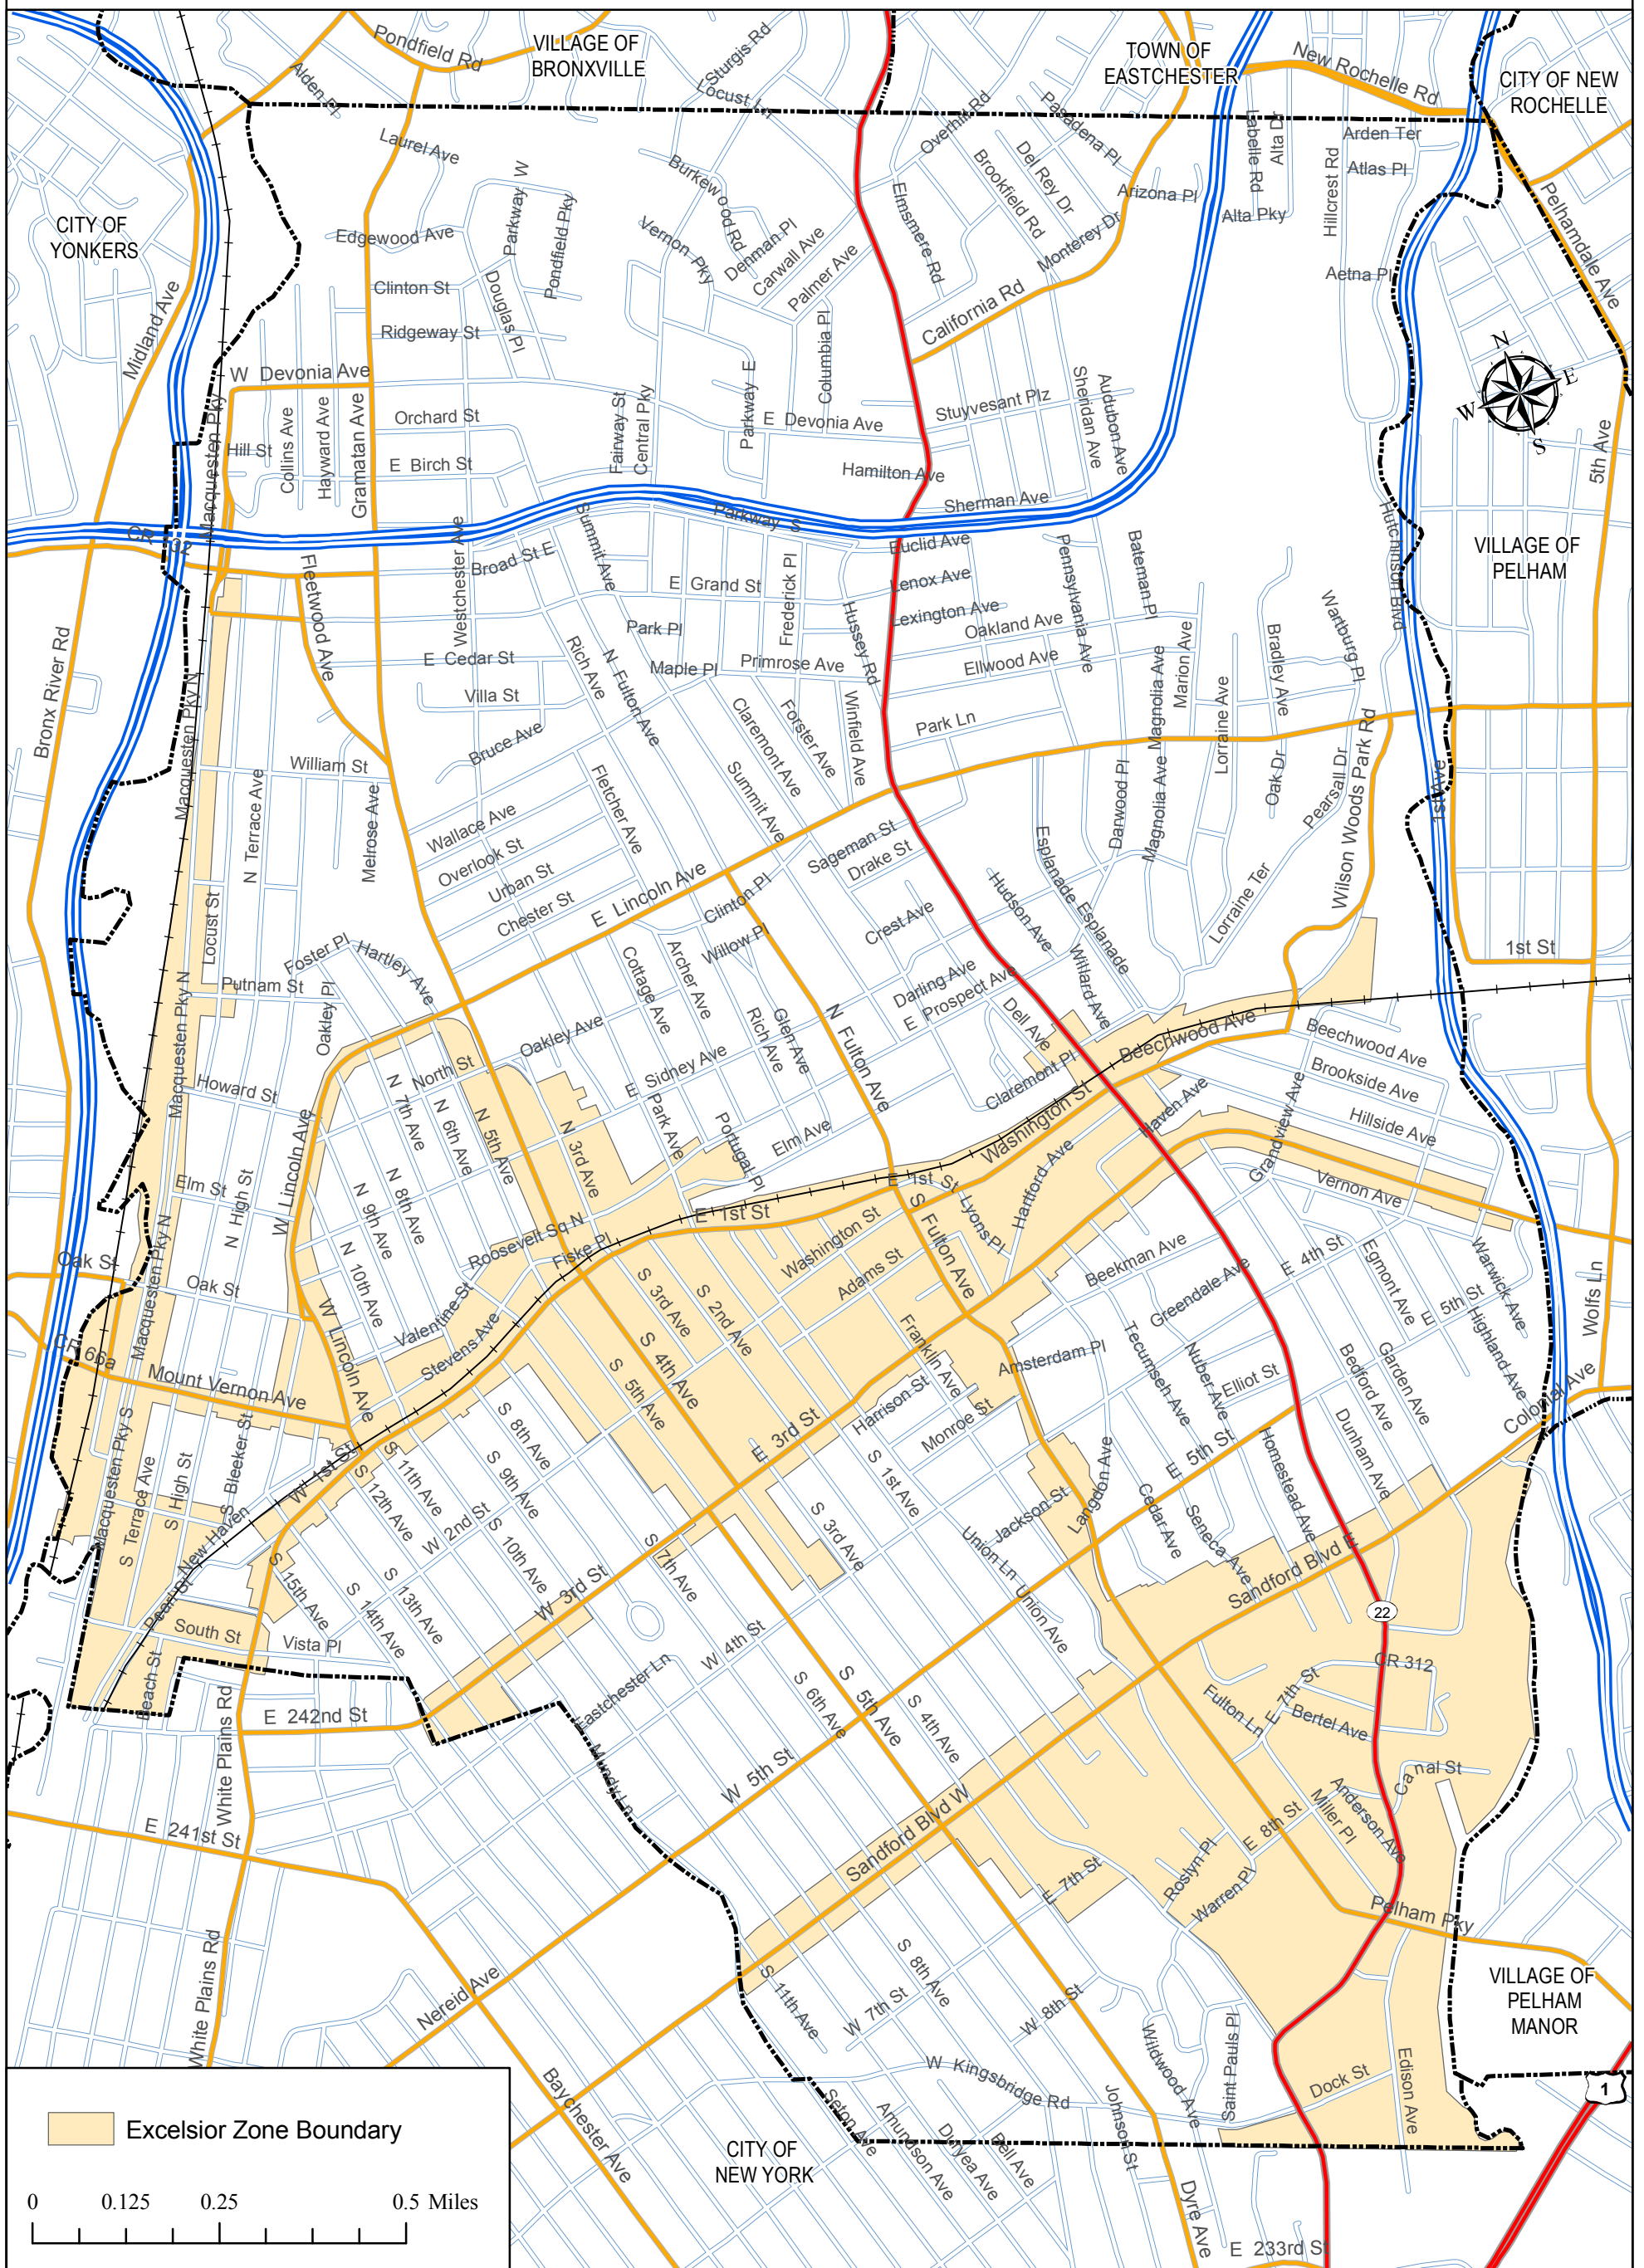 Pondfield Rd
VILLAGE OF
BRONXVILLE
Sturgis Rd
Locust Ln
TOWN OF
EASTCHESTER
New Rochelle Rd
CITY OF NEW
ROCHELLE
Alden Pl
Laurel Ave
Overhill Rd
Pasadena Pl
Labelle Rd
Alta Dr
Arden Ter
Atlas Pl
Hillcrest Rd
Burkewood Rd
Parkway W
Pondfield Pky
Brookfield Rd
Del Rey Dr
Arizona Pl
Alta Pky
Pelhamdale Ave
CITY OF
YONKERS
Edgewood Ave
Vernon Pky
Denman Pl
Carwall Ave
Palmer Ave
Elmsmere Rd
Monterey Dr
Aetna Pl
Midland Ave
Clinton St
Douglas Pl
Columbia Pl
California Rd
Ridgeway St
N
E
W
S
W Devonia Ave
Parkway E
Stuyvesant Plz
Sheridan Ave
Audubon Ave
Orchard St
E Devonia Ave
Fairway St
Central Pky
Macquesten Pky
Hill St
Collins Ave
Hayward Ave
Gramatan Ave
E Birch St
Hamilton Ave
Sherman Ave
5th Ave
Parkway S
Hutchinson Blvd
Euclid Ave
VILLAGE OF
PELHAM
Fleetwood Ave
Westchester Ave
Broad St E
Summit Ave
E Grand St
Frederick Pl
Lenox Ave
Pennsylvania Ave
Bateman Pl
Bronx River Rd
Park Pl
Hussey Rd
Lexington Ave
Oakland Ave
Wartburg Pl
Bradley Ave
E Cedar St
Rich Ave
N Fulton Ave
Maple Pl
Primrose Ave
Ellwood Ave
Marion Ave
Macquesten Pky N
Villa St
Claremont Ave
Forster Ave
Winfield Ave
Park Ln
Magnolia Ave
Lorraine Ave
Bruce Ave
William St
N Terrace Ave
Melrose Ave
Fletcher Ave
Summit Ave
Darwood Pl
Magnolia Ave
Oak Dr
Pearsall Dr
Wilson Woods Park Rd
1st Ave
Wallace Ave
Overlook St
Urban St
Chester St
E Lincoln Ave
Clinton Pl
Sageman St
Drake St
Esplanade
Esplanade
Hudson Ave
Lorraine Ter
1st St
Locust St
Foster Pl
Hartley Ave
Cottage Ave
Archer Ave
Willow Pl
Crest Ave
Willard Ave
Putnam St
Oakley Pl
Macquesten Pky N
Oakley Ave
Rich Ave
Glen Ave
N Fulton Ave
Darling Ave
E Prospect Ave
Dell Ave
Beechwood Ave
Beechwood Ave
Brookside Ave
Hillside Ave
Howard St
North St
N 7th Ave
N 6th Ave
N 5th Ave
E Sidney Ave
Park Ave
Portugal Pl
Elm Ave
Claremont Pl
Washington St
Haven Ave
Grandview Ave
Elm St
N High St
W Lincoln Ave
N 8th Ave
N 9th Ave
N 3rd Ave
Vernon Ave
E 1st St
E 1st St
Lyons Pl
Hartford Ave
Oak St
Oak St
Macquesten Pky N
N 10th Ave
Roosevelt Sq N
Fiske Pl
Washington St
Adams St
S Fulton Ave
Beekman Ave
E 4th St
Egmont Ave
Warwick Ave
Wolfs Ln
CR 66a
Mount Vernon Ave
W Lincoln Ave
Valentine St
Stevens Ave
S 3rd Ave
S 2nd Ave
S 4th Ave
S 5th Ave
Franklin Ave
Amsterdam Pl
Tecumseh Ave
Greendale Ave
Nuber Ave
E 5th St
Highland Ave
Bedford Ave
Garden Ave
Colonial Ave
Elliot St
Harrison St
Monroe St
E 3rd St
Macquesten Pky S
S Terrace Ave
S High St
S Bleeker St
W 1st St
S 11th Ave
S 12th Ave
S 8th Ave
S 9th Ave
W 2nd St
S 10th Ave
S 1st Ave
S 3rd Ave
Langdon Ave
E 5th St
Homestead Ave
Dunham Ave
Jackson St
Cedar Ave
Seneca Ave
New Haven
Pearl St
S 15th Ave
S 14th Ave
S 13th Ave
W 3rd St
S 7th Ave
Union Ln
Union Ave
Sandford Blvd E
22
South St
Vista Pl
Beach St
Eastchester Ln
W 4th St
S 6th Ave
S 5th Ave
S 4th Ave
CR 312
Fulton Ln
E 7th St
Bertel Ave
E 242nd St
White Plains Rd
Mundy Ln
W 5th St
Canal St
Anderson Ave
Miller Pl
E 241st St
Sandford Blvd W
E 8th St
E 7th St
Roslyn Pl
Warren Pl
Pelham Pky
White Plains Rd
Nereid Ave
S 11th Ave
S 8th Ave
W 7th St
W 8th St
VILLAGE OF
PELHAM
MANOR
Wildwood Ave
Saint Pauls Pl
W Kingsbridge Rd
Johnson St
Dock St
Edison Ave
1
Baychester Ave
Seton Ave
Amundson Ave
Duryea Ave
Bell Ave
CITY OF
NEW YORK
Dyre Ave
E 233rd St
Excelsior Zone Boundary
0 0.125 0.25 0.5 Miles